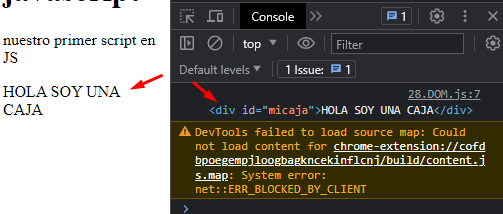 javascript
nuestro primer script en
JS
HOLA SOY UNA
CAJA
Console
1
top
Filter
Default levels
1 Issue: 1
28.DOM.js:7
<div id="micaja">HOLA SOY UNA CAJA</div>
DevTools failed to load source map: Could
not load content for chrome-extension://cofd
bpoegempjloogbagkncekinflcnj/build/content.j
s.map: System error:
net::ERR_BLOCKED_BY_CLIENT